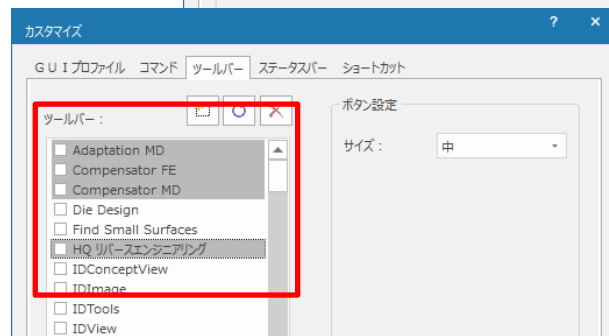 カスタマイズ
? ×
GUIプロファイル コマンド ツールバー ステータスバー ショートカット
ツールバー：
ボタン設定
サイズ： 中
Adaptation MD
Compensator FE
Compensator MD
Die Design
Find Small Surfaces
HQ リバースエンジニアリング
IDConceptView
IDImage
IDTools
IDView